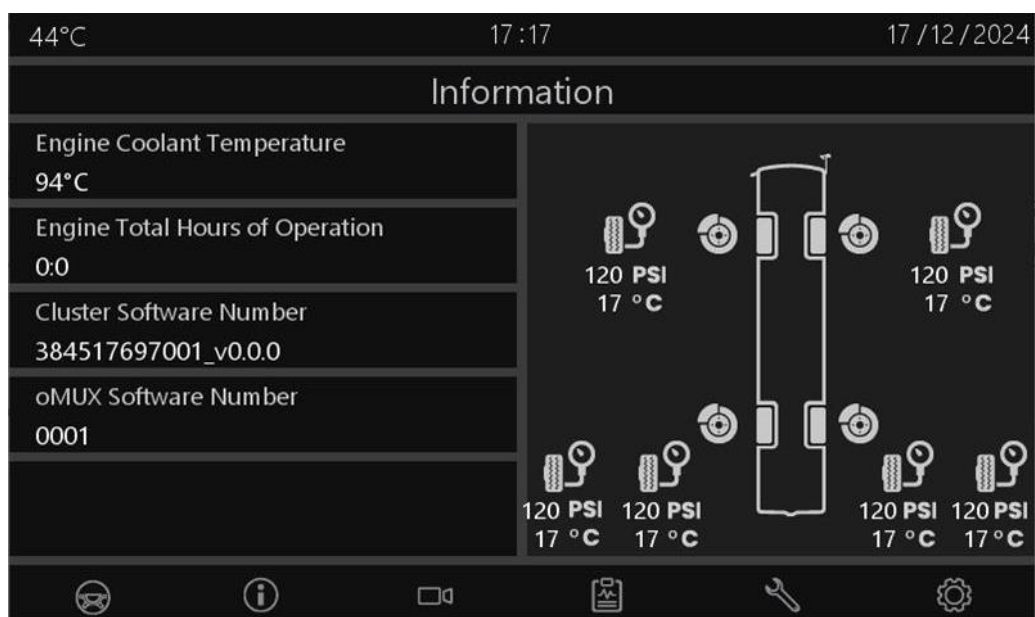 44°C 17:17 17/12/2024
Information
Engine Coolant Temperature
94°C
Engine Total Hours of Operation
0:0
Cluster Software Number
384517697001_v0.0.0
oMUX Software Number
0001
120 PSI 120 PSI
17 °C 17 °C
120 PSI 120 PSI 120 PSI 120 PSI
17 °C 17 °C 17 °C 17 °C